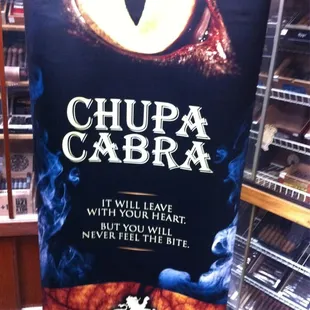 CHUPA
CABRA
IT WILL LEAVE
WITH YOUR HEART.
BUT YOU WILL
NEVER FEEL THE BITE.